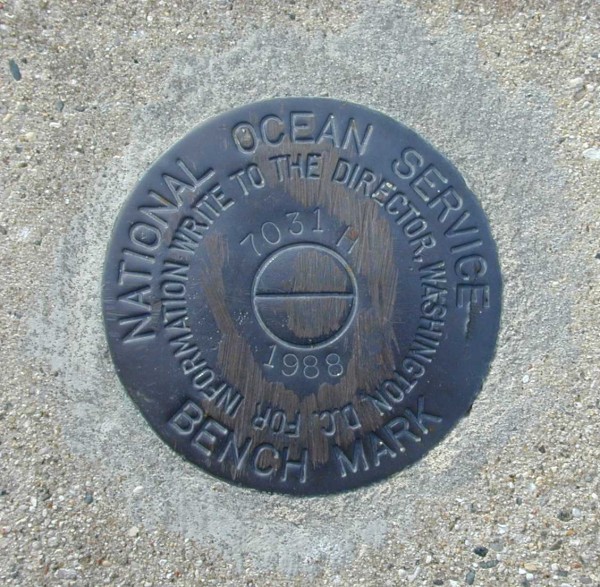 NATIONAL OCEAN SERVICE
FOR INFORMATION WRITE TO THE DIRECTOR, WASHINGTON, D.C.
7031 H
1988
BENCH MARK